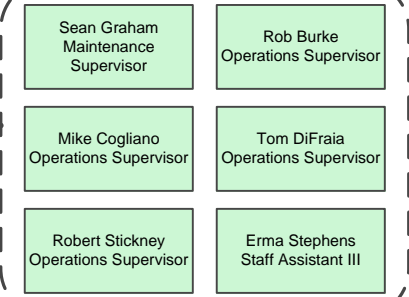 Sean Graham
Maintenance
Supervisor
Rob Burke
Operations Supervisor
Mike Cogliano
Operations Supervisor
Tom DiFraia
Operations Supervisor
Robert Stickney
Operations Supervisor
Erma Stephens
Staff Assistant III